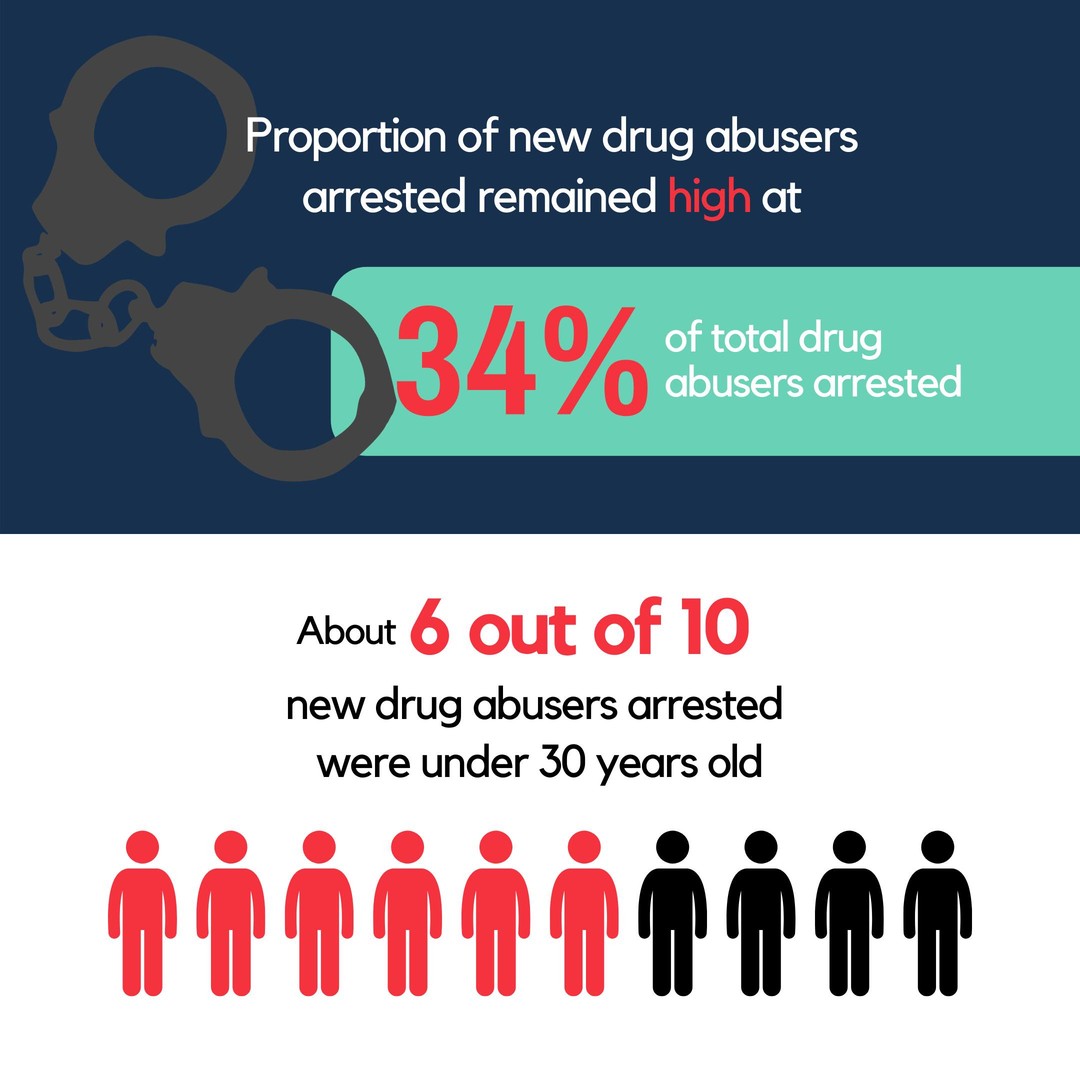 Proportion of new drug abusers
arrested remained high at
34%
of total drug
abusers arrested
About 6 out of 10
new drug abusers arrested
were under 30 years old